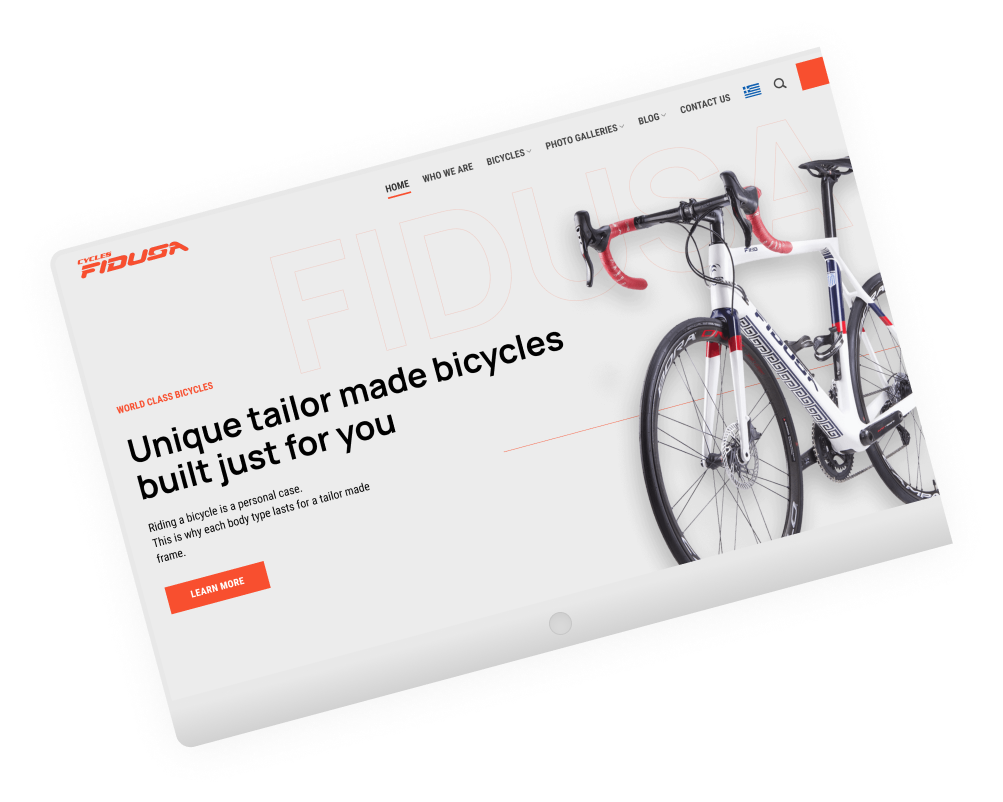 HOME WHO WE ARE BICYCLES PHOTO GALLERIES BLOG CONTACT US
CYCLES
FIDUSA
FIDUSA
WORLD CLASS BICYCLES
Unique tailor made bicycles
built just for you
Riding a bicycle is a personal case.
This is why each body type lasts for a tailor made
frame.
LEARN MORE
FIDUSA